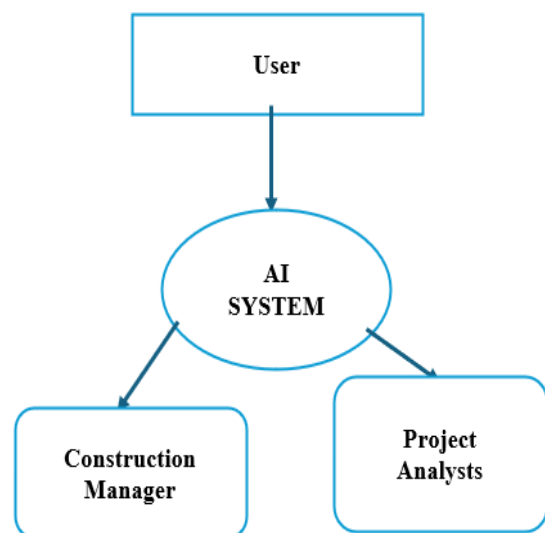 User
AI
SYSTEM
Construction
Manager
Project
Analysts